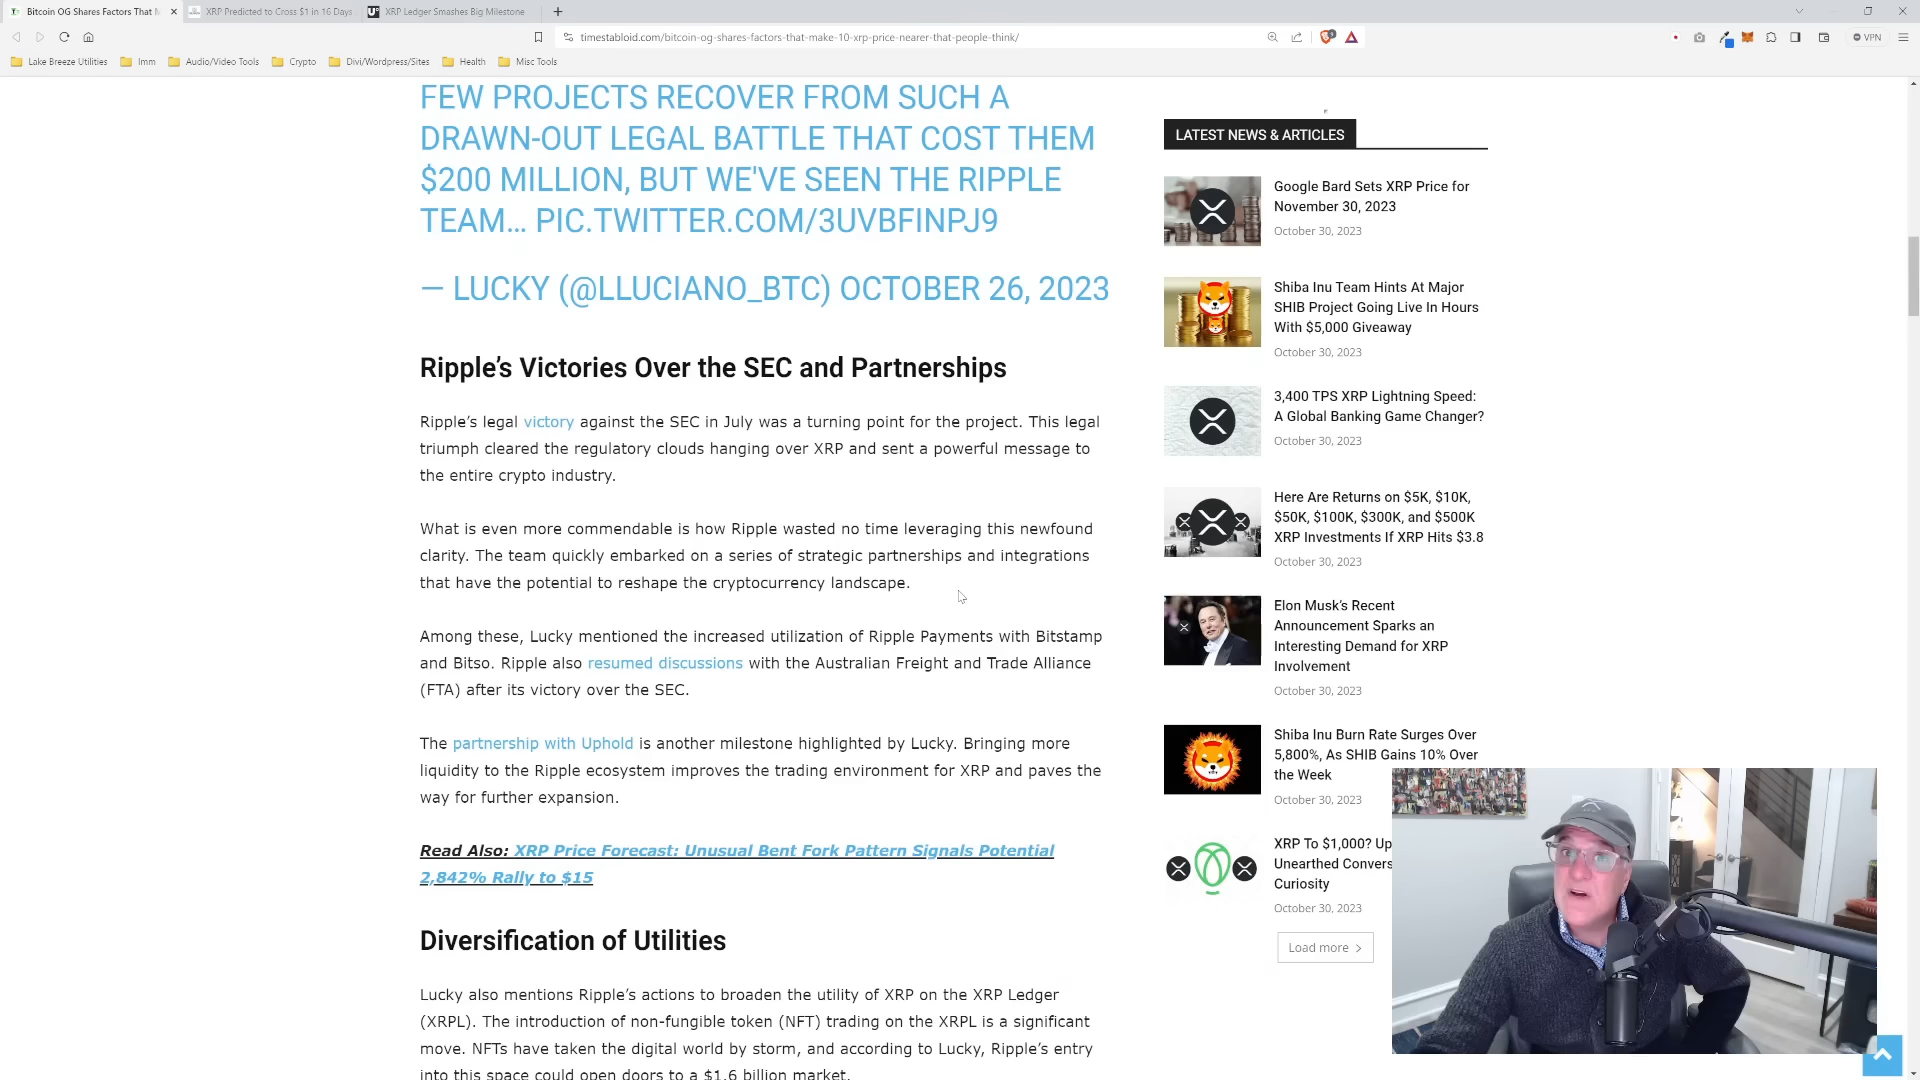 Bitcoin OG Shares Factors That M
XRP Predicted to Cross $1 in 16 Days
XRP Ledger Smashes Big Milestone
timestabloid.com/bitcoin-og-shares-factors-that-make-10-xrp-price-nearer-that-people-think/
VPN
Lake Breeze Utilities
Imm
Audio/Video Tools
Crypto
Divi/Wordpress/Sites
Health
Misc Tools
FEW PROJECTS RECOVER FROM SUCH A
DRAWN-OUT LEGAL BATTLE THAT COST THEM
$200 MILLION, BUT WE'VE SEEN THE RIPPLE
TEAM… PIC.TWITTER.COM/3UVBFINPJ9
— LUCKY (@LLUCIANO_BTC) OCTOBER 26, 2023
Ripple’s Victories Over the SEC and Partnerships
Ripple’s legal victory against the SEC in July was a turning point for the project. This legal
triumph cleared the regulatory clouds hanging over XRP and sent a powerful message to
the entire crypto industry.
What is even more commendable is how Ripple wasted no time leveraging this newfound
clarity. The team quickly embarked on a series of strategic partnerships and integrations
that have the potential to reshape the cryptocurrency landscape.
Among these, Lucky mentioned the increased utilization of Ripple Payments with Bitstamp
and Bitso. Ripple also resumed discussions with the Australian Freight and Trade Alliance
(FTA) after its victory over the SEC.
The partnership with Uphold is another milestone highlighted by Lucky. Bringing more
liquidity to the Ripple ecosystem improves the trading environment for XRP and paves the
way for further expansion.
Read Also: XRP Price Forecast: Unusual Bent Fork Pattern Signals Potential
2,842% Rally to $15
Diversification of Utilities
Lucky also mentions Ripple’s actions to broaden the utility of XRP on the XRP Ledger
(XRPL). The introduction of non-fungible token (NFT) trading on the XRPL is a significant
move. NFTs have taken the digital world by storm, and according to Lucky, Ripple’s entry
into this space could open doors to a $1.6 billion market.
LATEST NEWS & ARTICLES
Google Bard Sets XRP Price for
November 30, 2023
October 30, 2023
Shiba Inu Team Hints At Major
SHIB Project Going Live In Hours
With $5,000 Giveaway
October 30, 2023
3,400 TPS XRP Lightning Speed:
A Global Banking Game Changer?
October 30, 2023
Here Are Returns on $5K, $10K,
$50K, $100K, $300K, and $500K
XRP Investments If XRP Hits $3.8
October 30, 2023
Elon Musk’s Recent
Announcement Sparks an
Interesting Demand for XRP
Involvement
October 30, 2023
Shiba Inu Burn Rate Surges Over
5,800%, As SHIB Gains 10% Over
the Week
October 30, 2023
XRP To $1,000? Up
Unearthed Convers
Curiosity
October 30, 2023
Load more